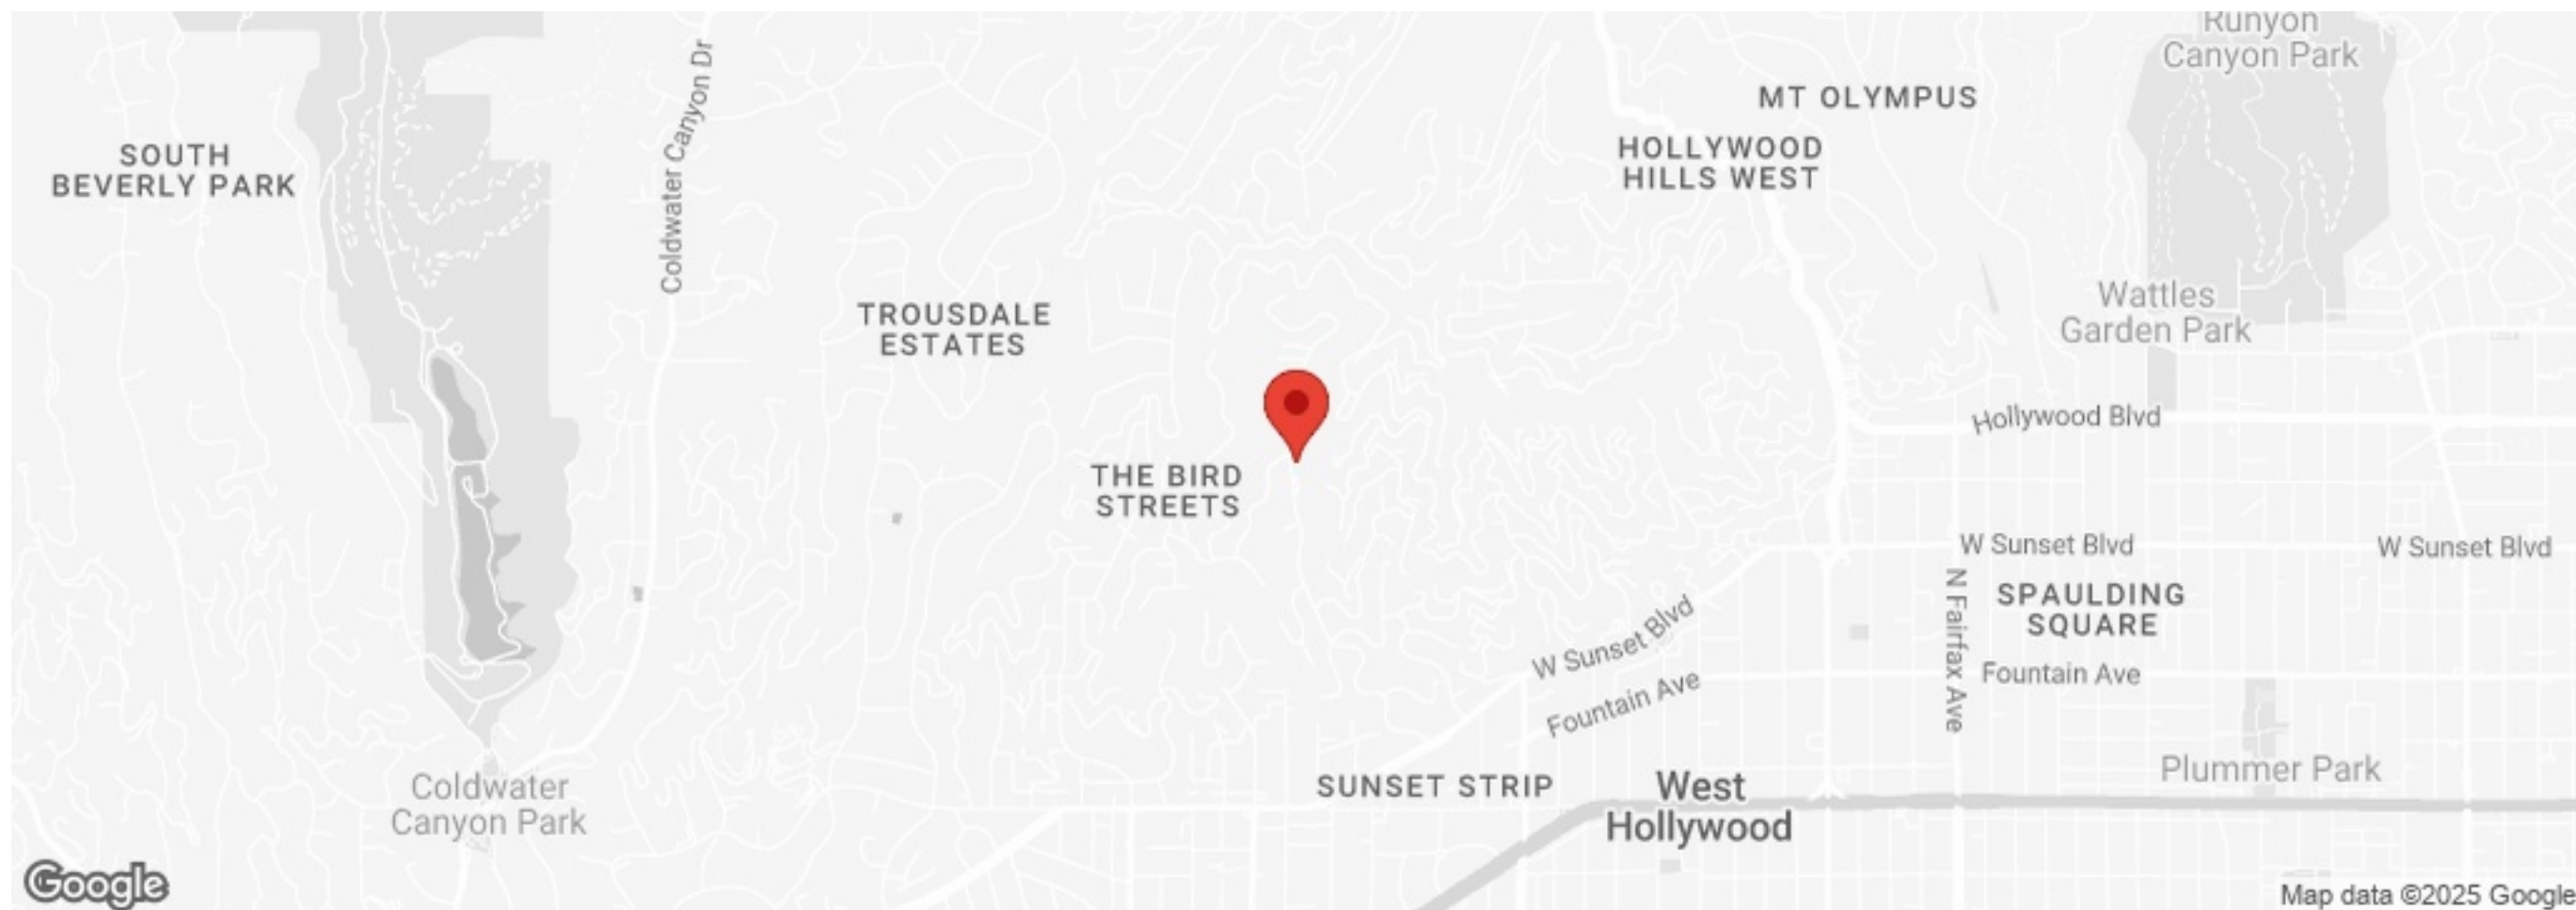 Runyon
Canyon Park
MT OLYMPUS
HOLLYWOOD
HILLS WEST
SOUTH
BEVERLY PARK
Coldwater Canyon Dr
TROUSDALE
ESTATES
Wattles
Garden Park
Hollywood Blvd
THE BIRD
STREETS
W Sunset Blvd
W Sunset Blvd
N Fairfax Ave
SPAULDING
SQUARE
W Sunset Blvd
Fountain Ave
Fountain Ave
Plummer Park
SUNSET STRIP
West
Hollywood
Coldwater
Canyon Park
Google
Map data ©2025 Google